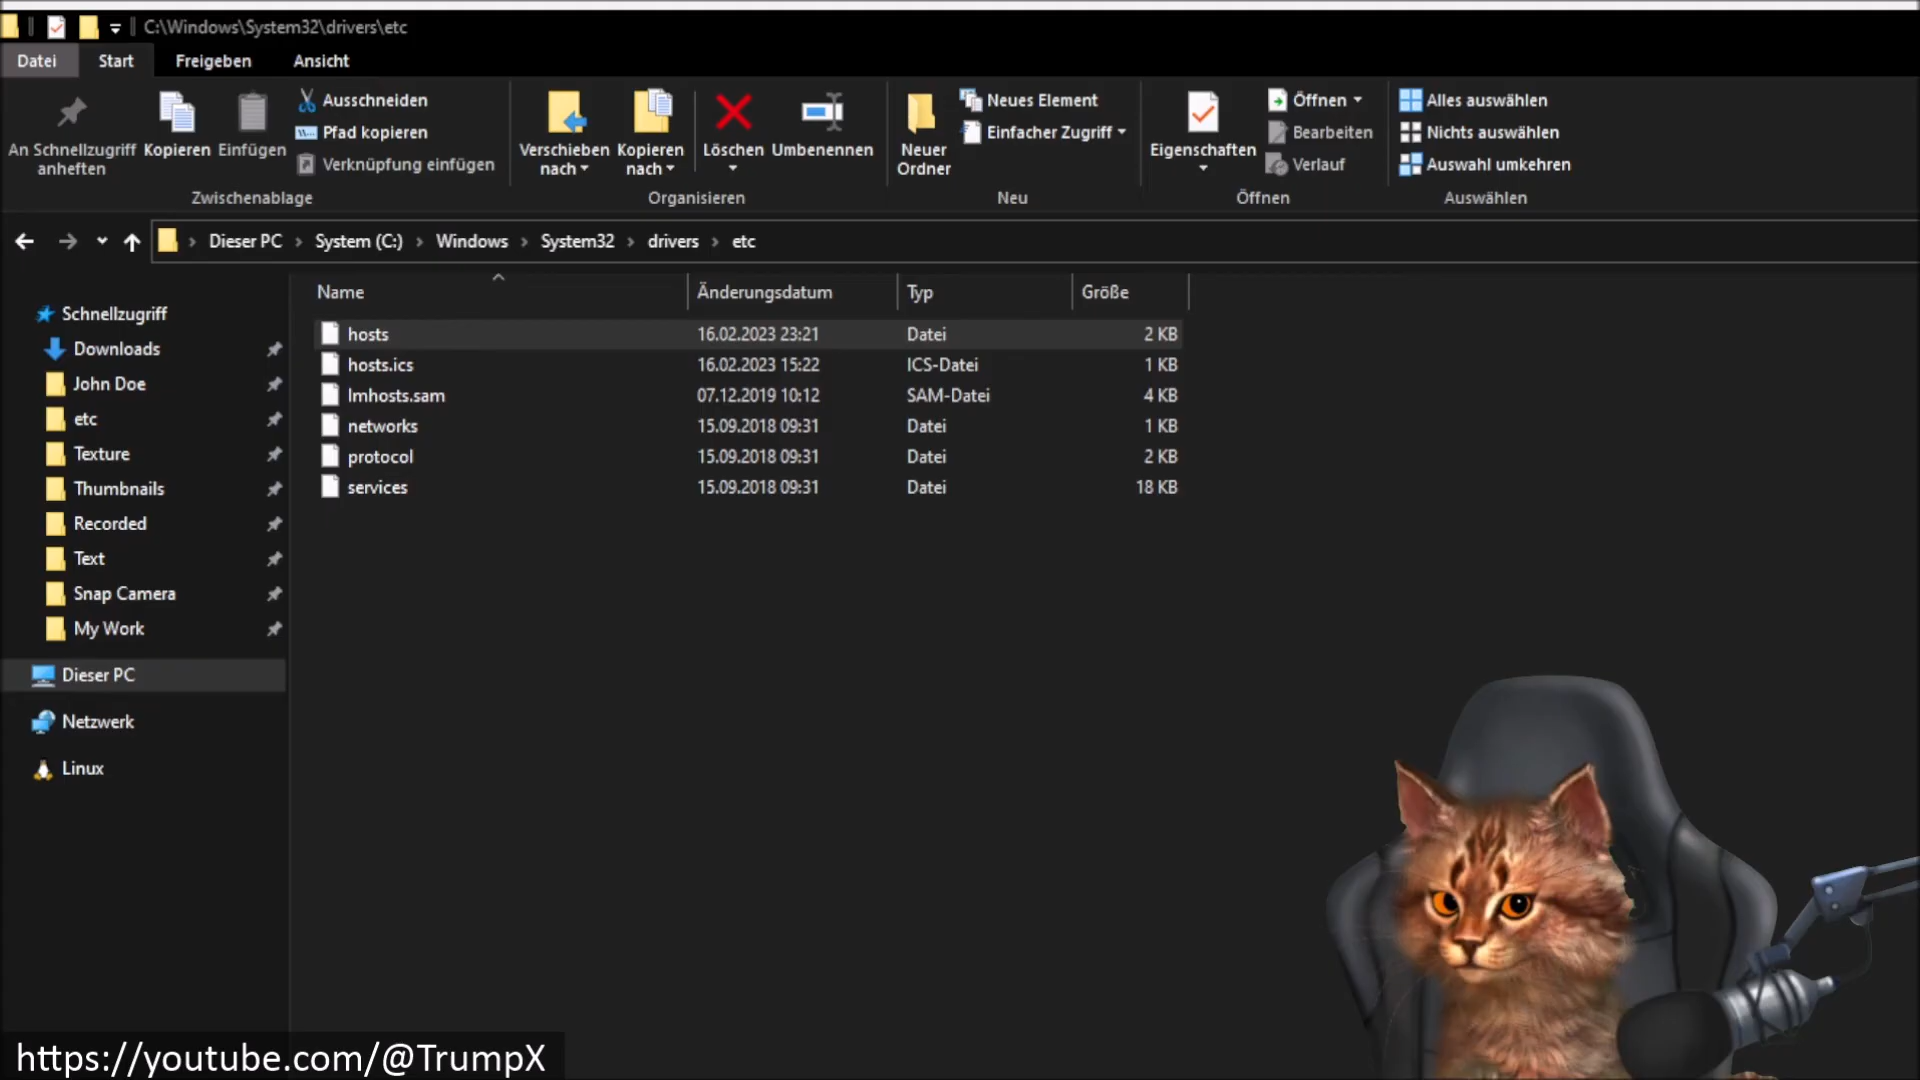 C:\Windows\System32\drivers\etc
Datei Start Freigeben Ansicht
An Schnellzugriff anheften
Kopieren
Einfügen
Ausschneiden
Pfad kopieren
Verknüpfung einfügen
Zwischenablage
Verschieben nach
Kopieren nach
Löschen
Umbenennen
Organisieren
Neuer Ordner
Neues Element
Einfacher Zugriff
Neu
Eigenschaften
Öffnen
Bearbeiten
Verlauf
Öffnen
Alles auswählen
Nichts auswählen
Auswahl umkehren
Auswählen
Dieser PC System (C:) Windows System32 drivers etc
Schnellzugriff
Downloads
John Doe
etc
Texture
Thumbnails
Recorded
Text
Snap Camera
My Work
Dieser PC
Netzwerk
Linux
Name Änderungsdatum Typ Größe
hosts 16.02.2023 23:21 Datei 2 KB
hosts.ics 16.02.2023 15:22 ICS-Datei 1 KB
lmhosts.sam 07.12.2019 10:12 SAM-Datei 4 KB
networks 15.09.2018 09:31 Datei 1 KB
protocol 15.09.2018 09:31 Datei 2 KB
services 15.09.2018 09:31 Datei 18 KB
https://youtube.com/@TrumpX